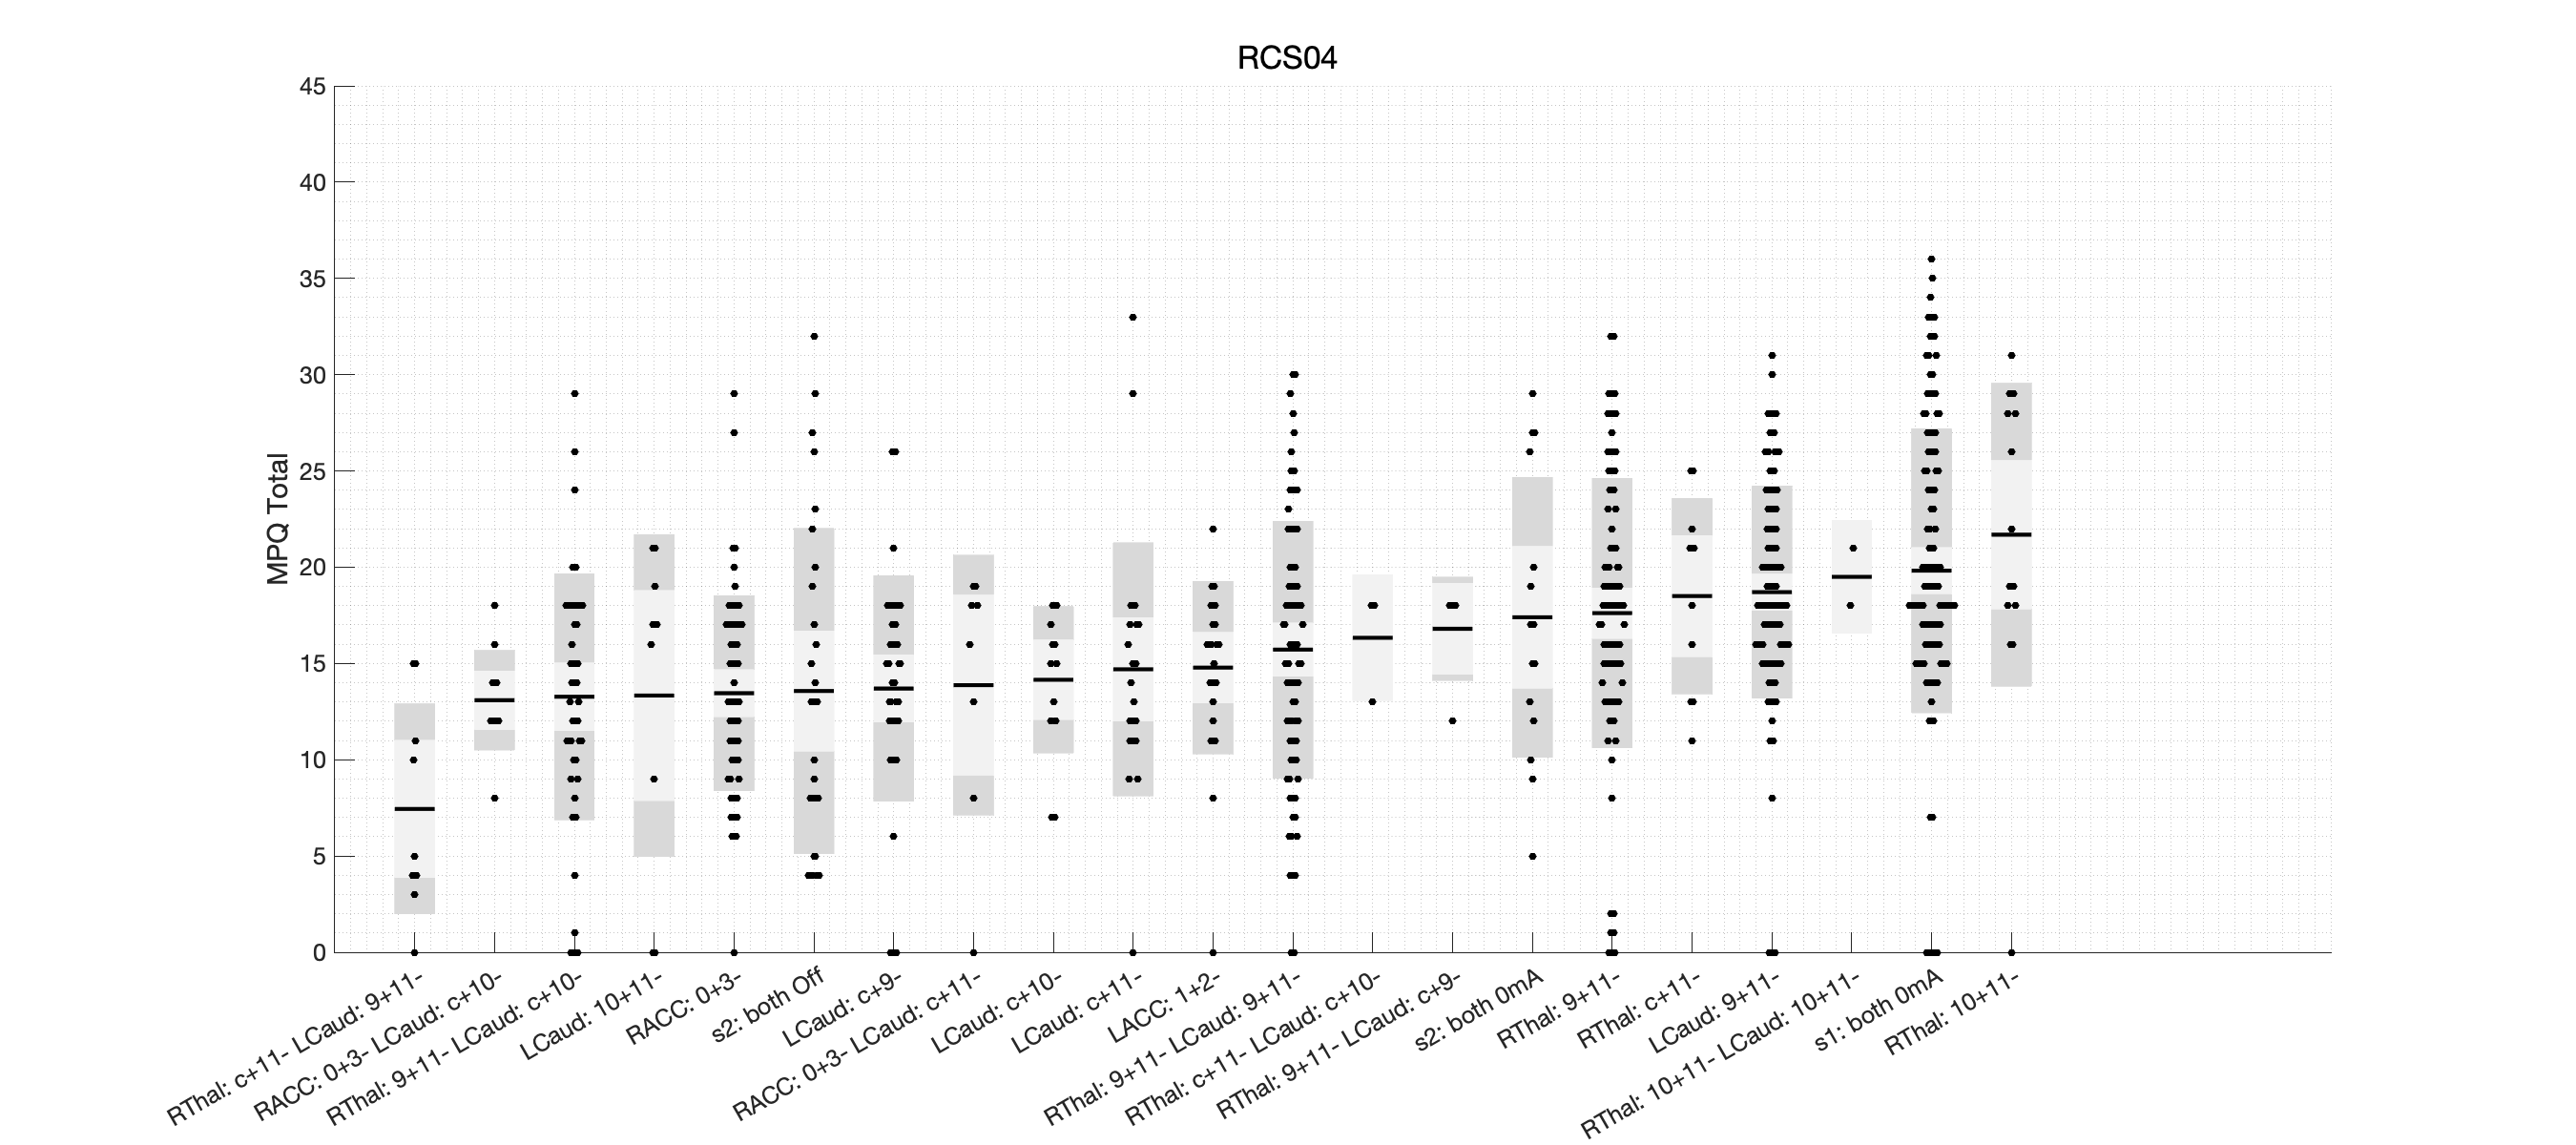 RCS04
MPQ Total
45
40
35
30
25
20
15
10
5
0
RThal: c+11- LCaud: 9+11-
RACC: 0+3- LCaud: c+10-
RThal: 9+11- LCaud: c+10-
LCaud: 10+11-
RACC: 0+3-
s2: both Off
LCaud: c+9-
RACC: 0+3- LCaud: c+11-
LCaud: c+10-
LCaud: c+11-
LACC: 1+2-
RThal: 9+11- LCaud: 9+11-
RThal: c+11- LCaud: c+10-
RThal: 9+11- LCaud: c+9-
s2: both 0mA
RThal: 9+11-
RThal: c+11-
LCaud: 9+11-
RThal: 10+11- LCaud: 10+11-
s1: both 0mA
RThal: 10+11-